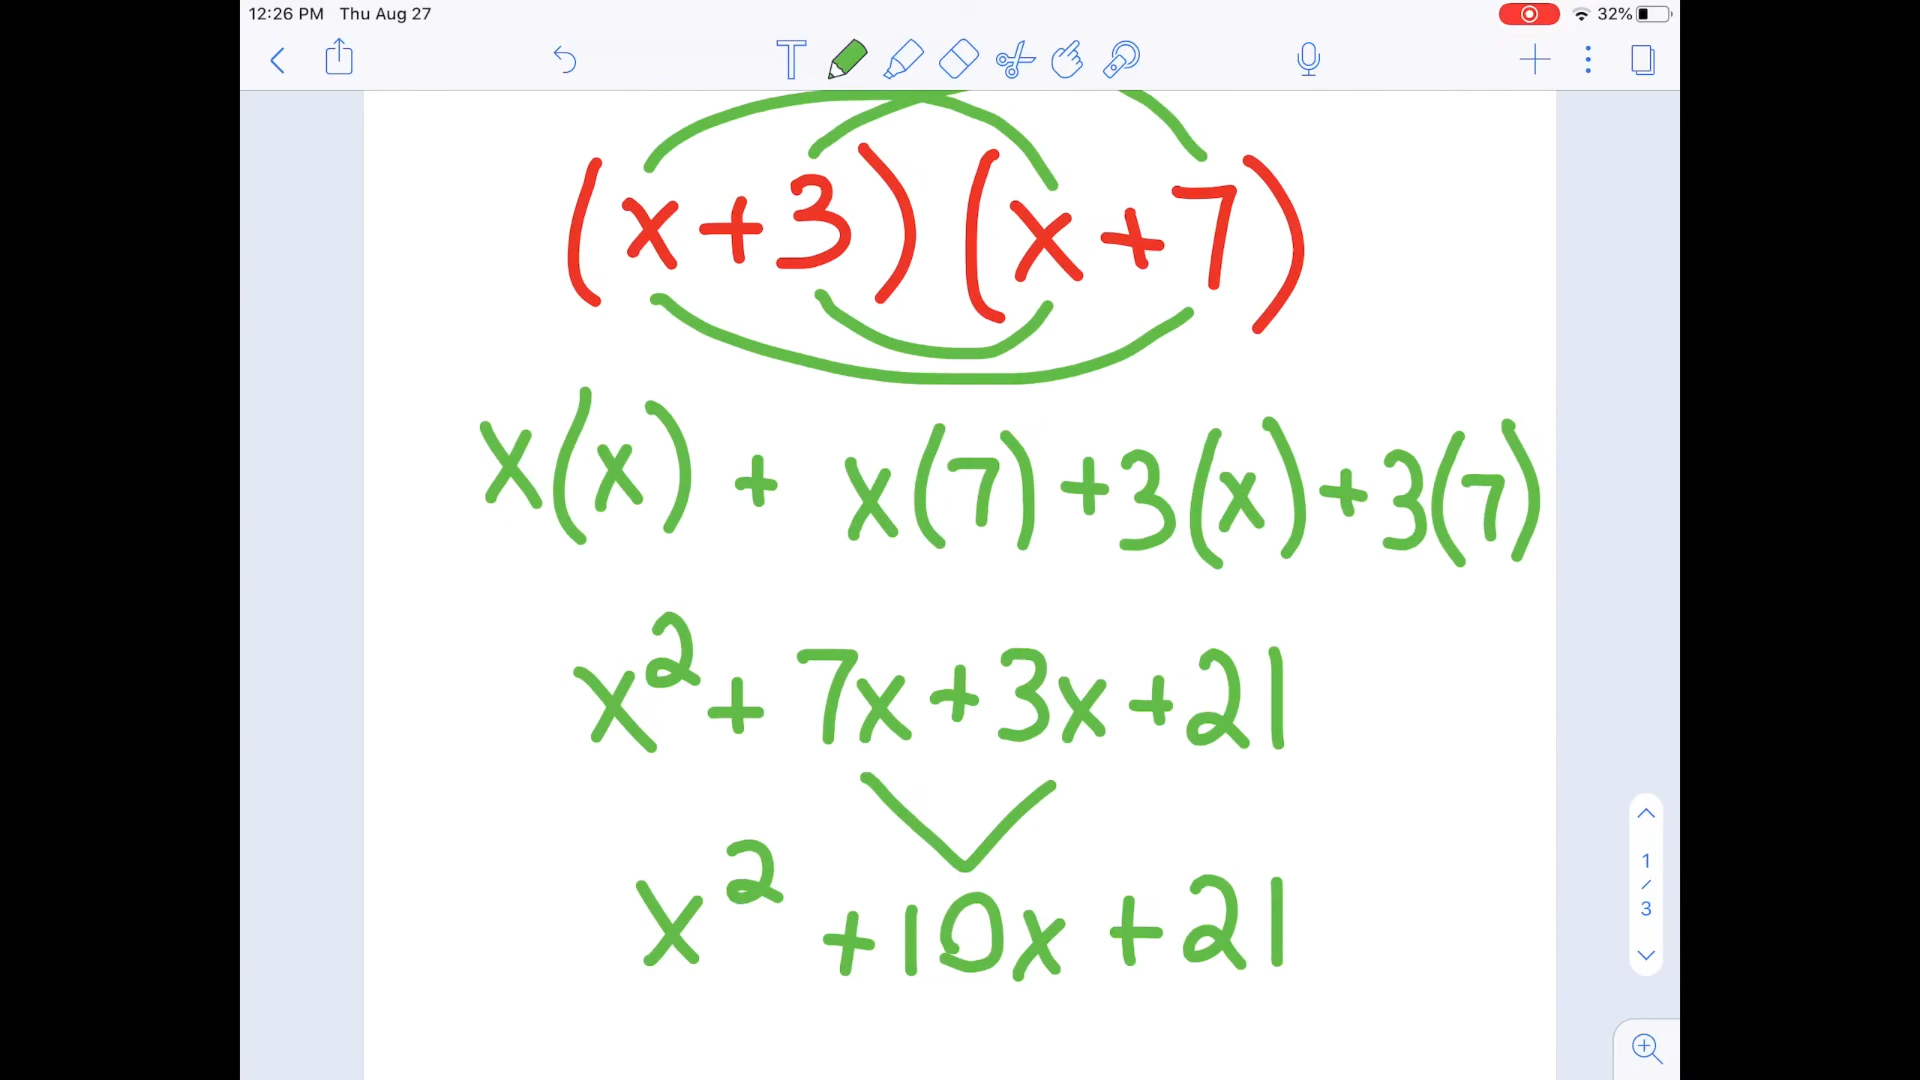 12:26 PM Thu Aug 27 32%
T
(x+3)(x+7)
x(x) + x(7)+3(x)+3(7)
x²+ 7x+3x+21
x² +10x+21
1
/
3